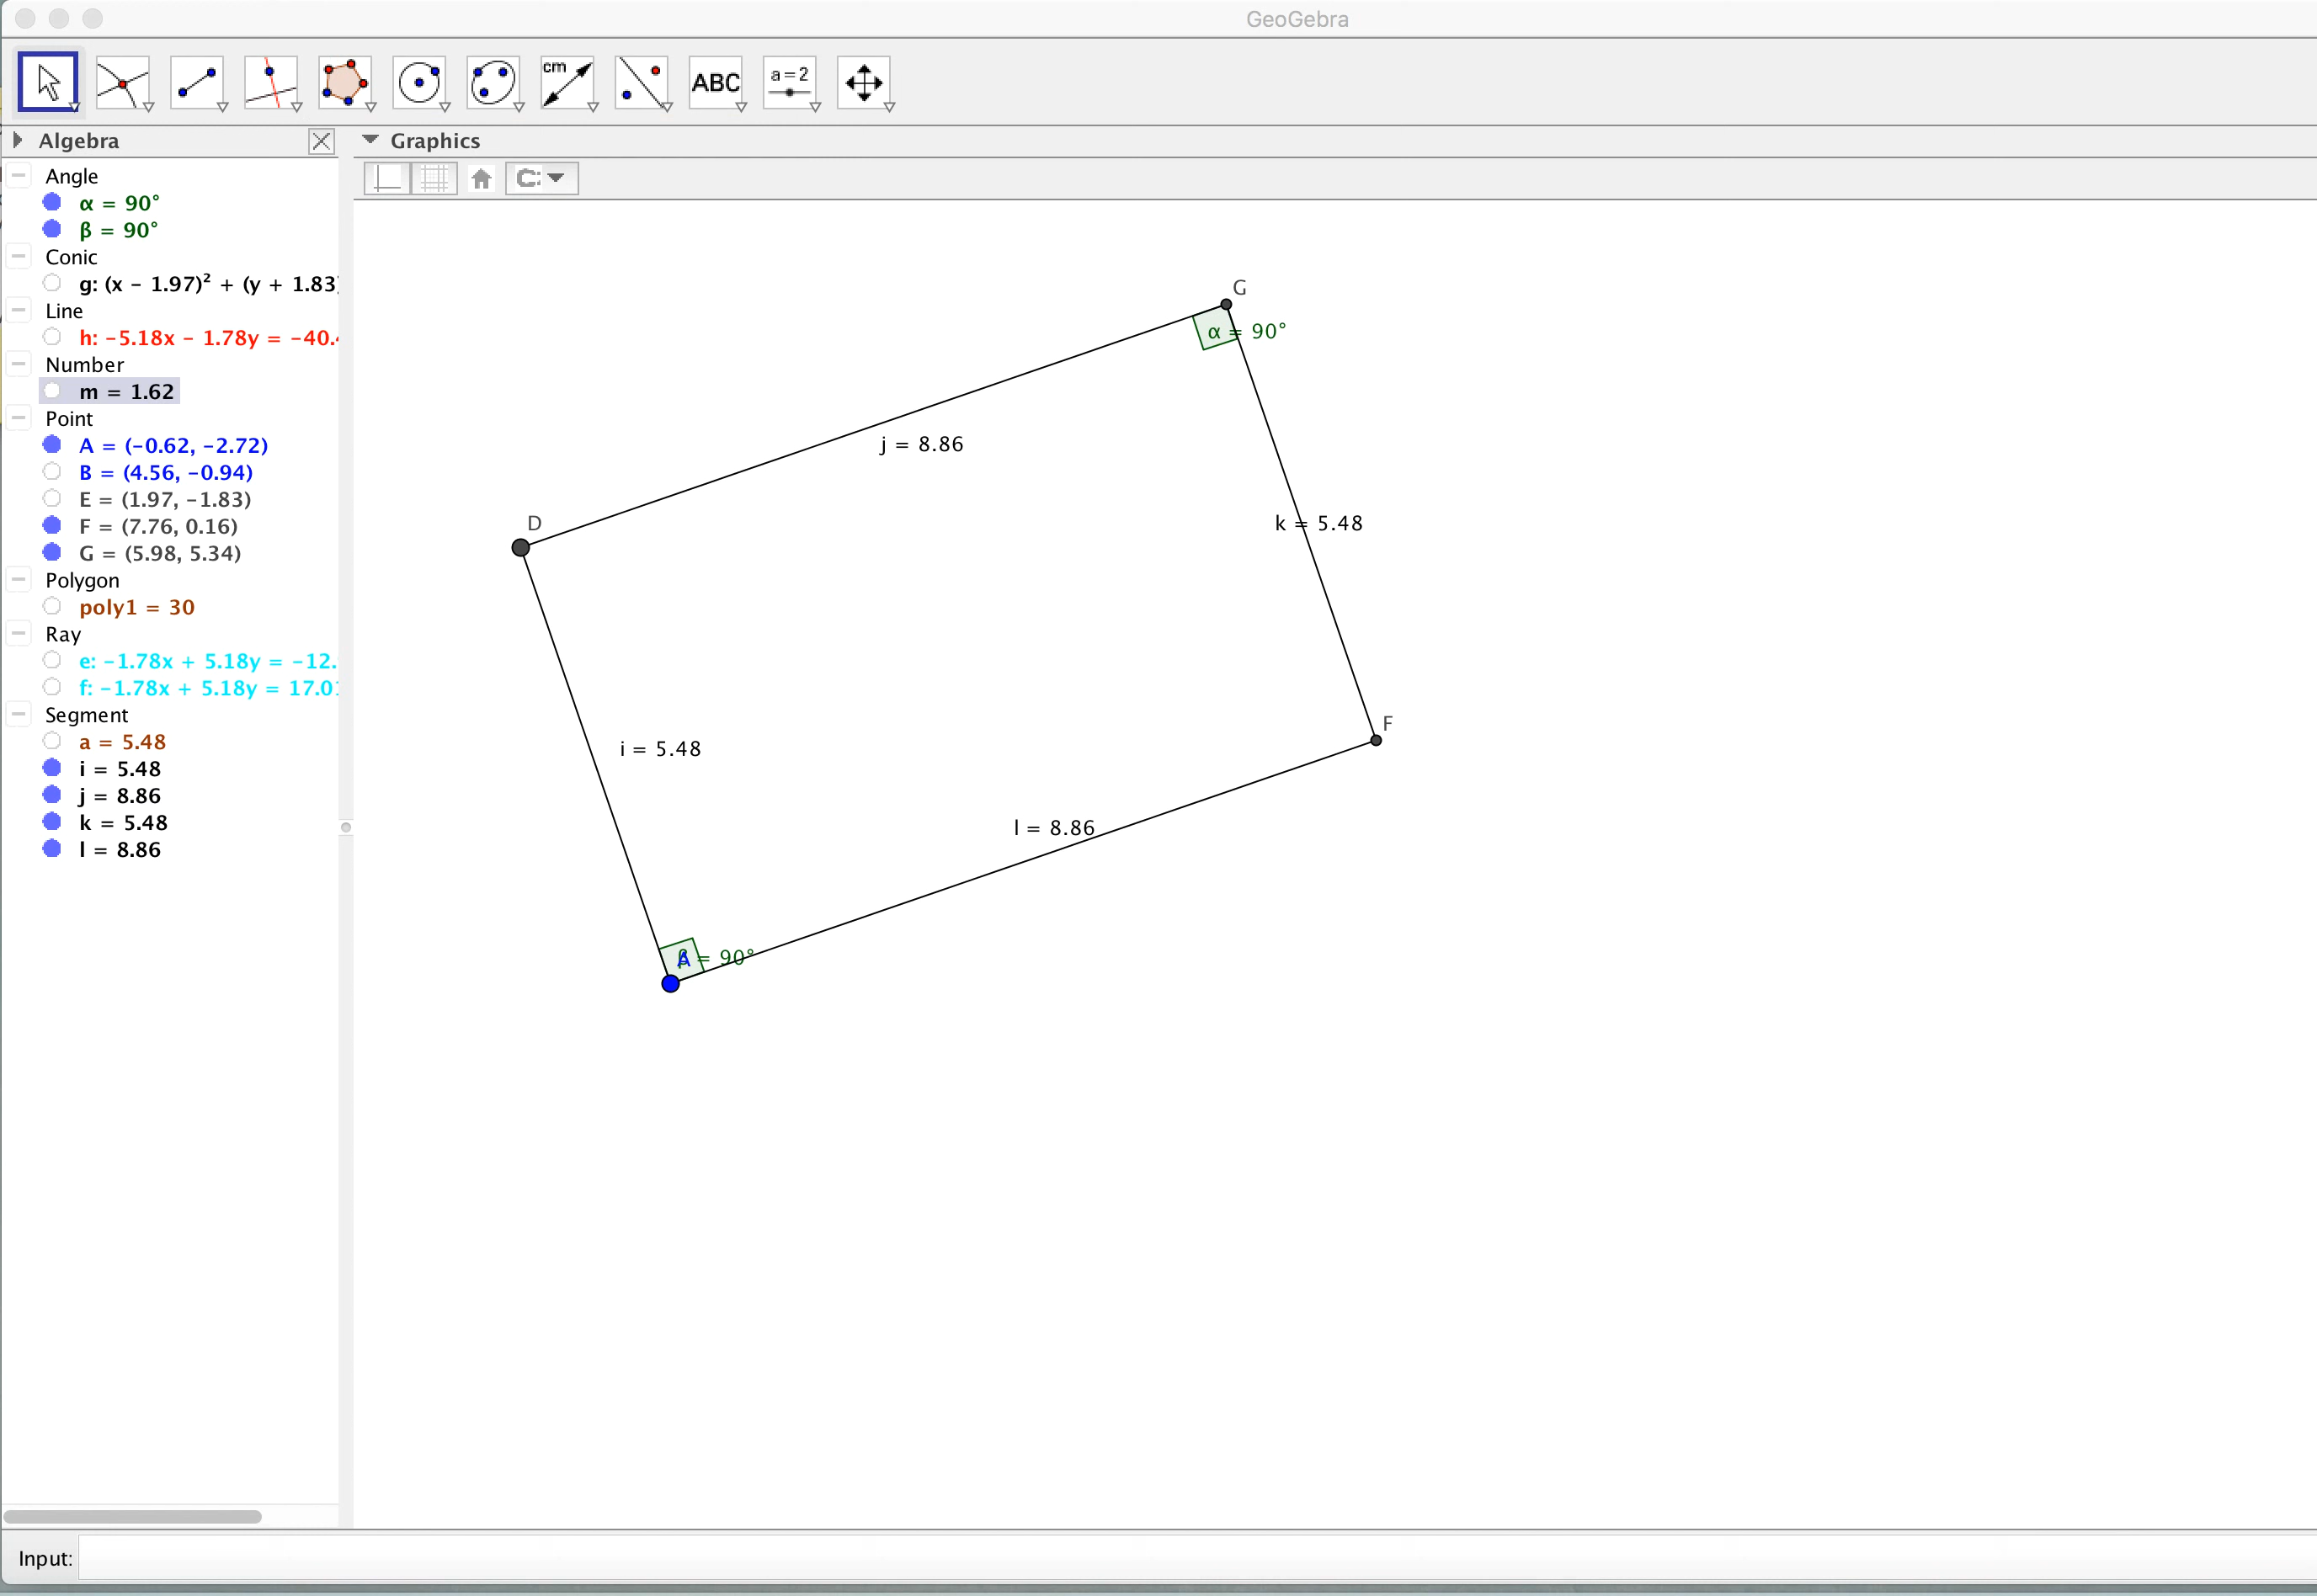 GeoGebra
cm
ABC
a=2
Algebra
Graphics
Angle
α = 90°
β = 90°
Conic
g: (x − 1.97)² + (y + 1.83)
Line
h: −5.18x − 1.78y = −40.4
Number
m = 1.62
Point
A = (−0.62, −2.72)
B = (4.56, −0.94)
E = (1.97, −1.83)
F = (7.76, 0.16)
G = (5.98, 5.34)
Polygon
poly1 = 30
Ray
e: −1.78x + 5.18y = −12.
f: −1.78x + 5.18y = 17.01
Segment
a = 5.48
i = 5.48
j = 8.86
k = 5.48
l = 8.86
G
α = 90°
j = 8.86
D
k = 5.48
F
i = 5.48
l = 8.86
β = 90°
A
Input: